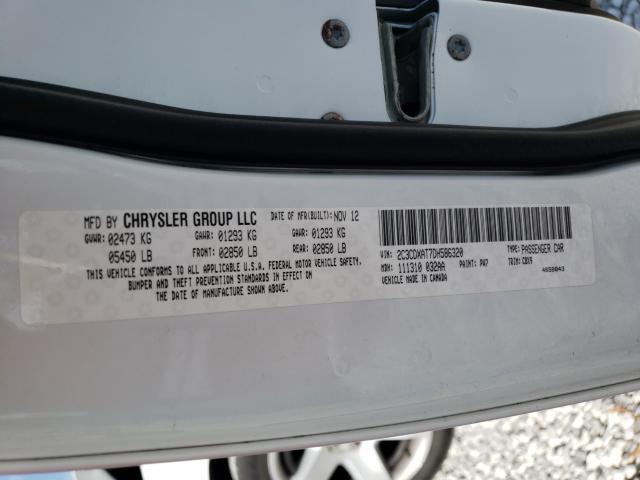 MFD BY CHRYSLER GROUP LLC DATE OF MFR(BUILT): NOV 12
GVWR: 02473 KG GAWR: 01293 KG GAWR: 01293 KG
05450 LB FRONT: 02850 LB REAR: 02850 LB
THIS VEHICLE CONFORMS TO ALL APPLICABLE U.S.A. FEDERAL MOTOR VEHICLE SAFETY,
BUMPER AND THEFT PREVENTION STANDARDS IN EFFECT ON
THE DATE OF MANUFACTURE SHOWN ABOVE.
VIN: 2C3CDXAT7DH586320 TYPE: PASSENGER CAR
MDH: 111310 032AA PAINT: PW7 TRIM: CDX9
VEHICLE MADE IN CANADA 4658043